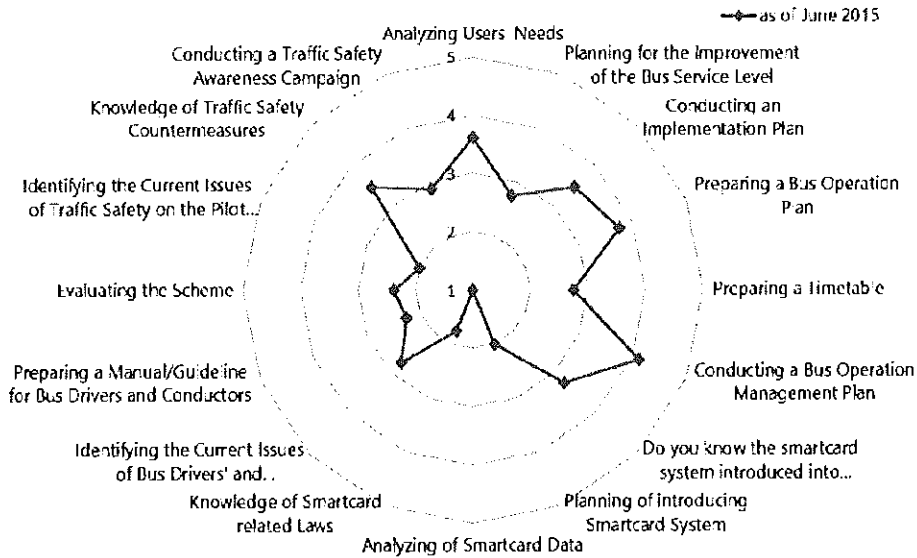 as of June 2015
Analyzing Users Needs
Planning for the Improvement
of the Bus Service Level
Conducting an
Implementation Plan
Preparing a Bus Operation
Plan
Preparing a Timetable
Conducting a Bus Operation
Management Plan
Do you know the smartcard
system introduced into...
Planning of introducing
Smartcard System
Analyzing of Smartcard Data
Knowledge of Smartcard
related Laws
Identifying the Current Issues
of Bus Drivers' and...
Preparing a Manual/Guideline
for Bus Drivers and Conductors
Evaluating the Scheme
Identifying the Current Issues
of Traffic Safety on the Pilot...
Knowledge of Traffic Safety
Countermeasures
Conducting a Traffic Safety
Awareness Campaign
5
4
3
2
1